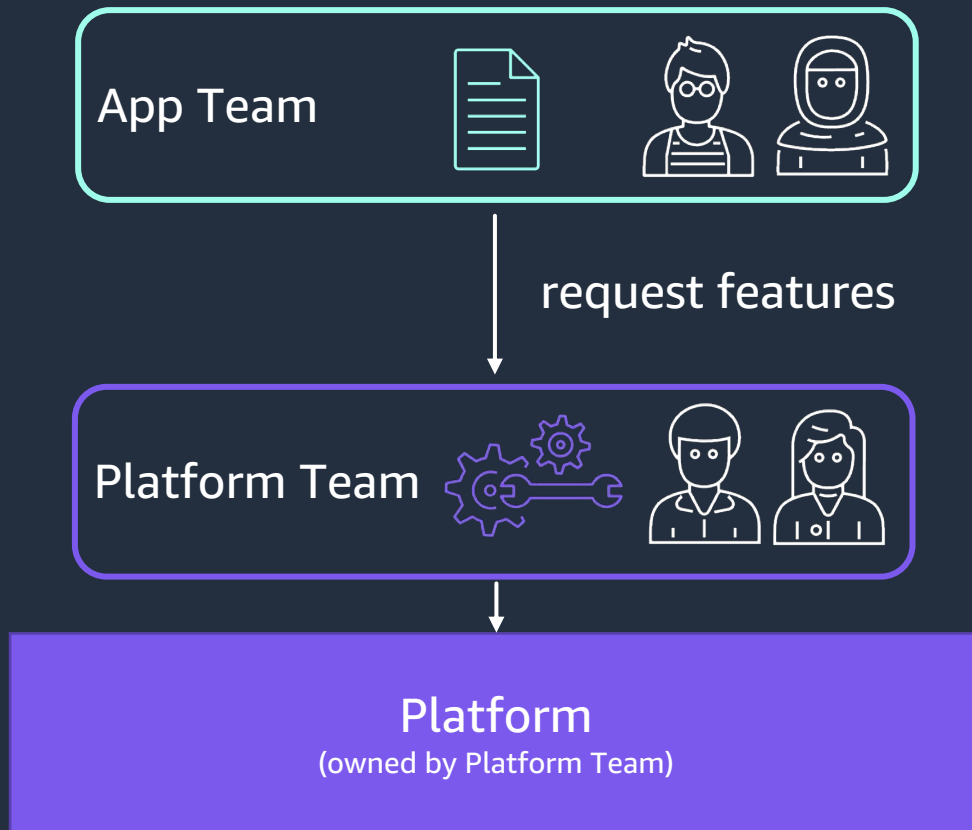 App Team
request features
Platform Team
Platform
(owned by Platform Team)